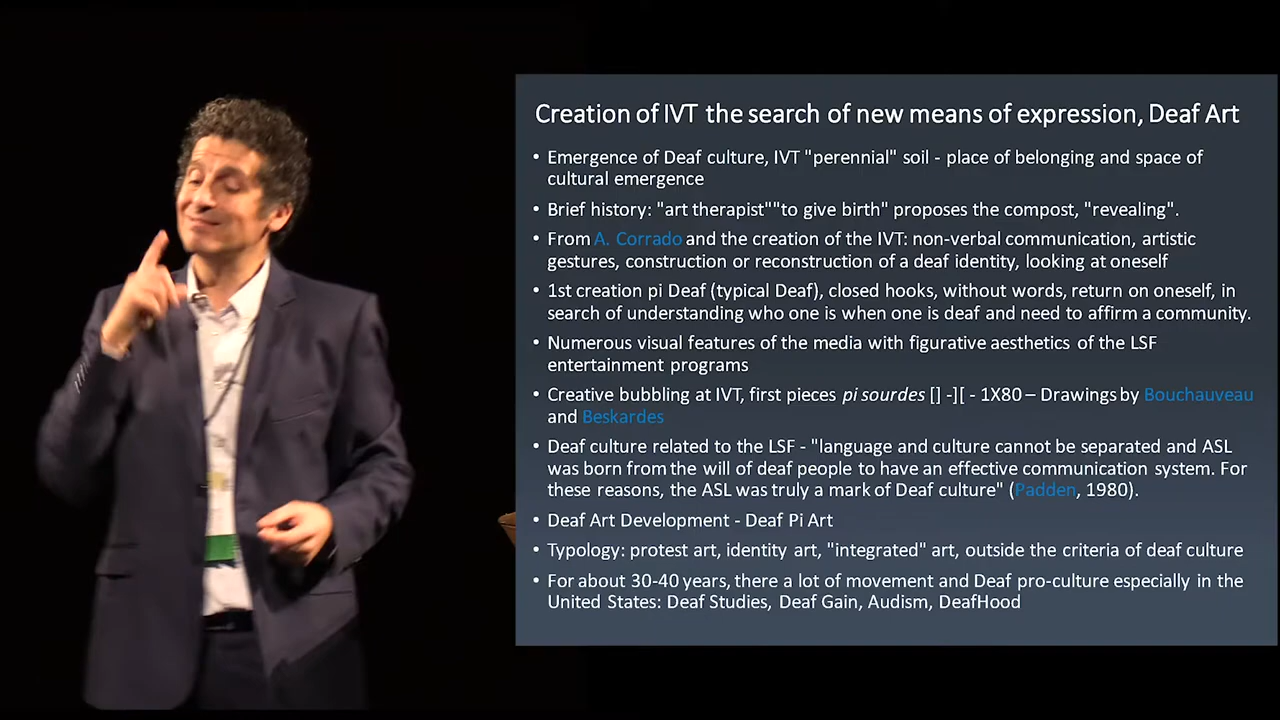 Creation of IVT the search of new means of expression, Deaf Art
• Emergence of Deaf culture, IVT "perennial" soil - place of belonging and space of
cultural emergence
• Brief history: "art therapist""to give birth" proposes the compost, "revealing".
• From A. Corrado and the creation of the IVT: non-verbal communication, artistic
gestures, construction or reconstruction of a deaf identity, looking at oneself
• 1st creation pi Deaf (typical Deaf), closed hooks, without words, return on oneself, in
search of understanding who one is when one is deaf and need to affirm a community.
• Numerous visual features of the media with figurative aesthetics of the LSF
entertainment programs
• Creative bubbling at IVT, first pieces pi sourdes [] -][ - 1X80 – Drawings by Bouchauveau
and Beskardes
• Deaf culture related to the LSF - "language and culture cannot be separated and ASL
was born from the will of deaf people to have an effective communication system. For
these reasons, the ASL was truly a mark of Deaf culture" (Padden, 1980).
• Deaf Art Development - Deaf Pi Art
• Typology: protest art, identity art, "integrated" art, outside the criteria of deaf culture
• For about 30-40 years, there a lot of movement and Deaf pro-culture especially in the
United States: Deaf Studies, Deaf Gain, Audism, DeafHood